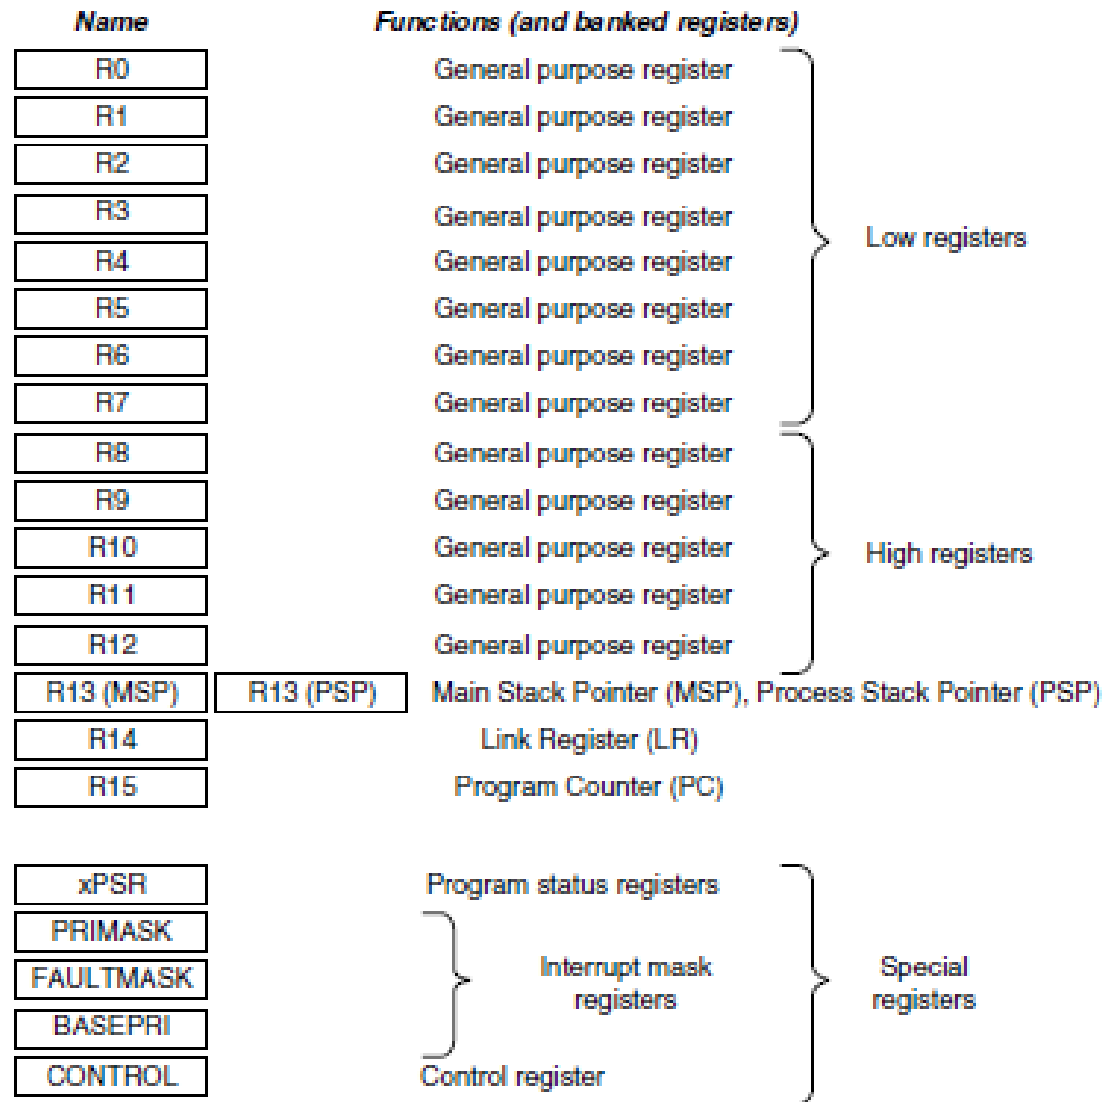 Name Functions (and banked registers)
R0 General purpose register
R1 General purpose register
R2 General purpose register
R3 General purpose register
Low registers
R4 General purpose register
R5 General purpose register
R6 General purpose register
R7 General purpose register
R8 General purpose register
R9 General purpose register
R10 General purpose register
High registers
R11 General purpose register
R12 General purpose register
R13 (MSP) R13 (PSP) Main Stack Pointer (MSP), Process Stack Pointer (PSP)
R14 Link Register (LR)
R15 Program Counter (PC)
xPSR Program status registers
PRIMASK
FAULTMASK
BASEPRI
Interrupt mask
registers
CONTROL Control register
Special
registers